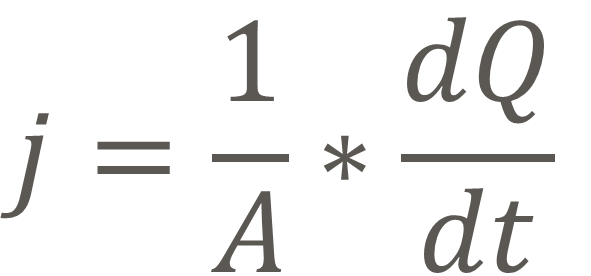 j = 1/A * dQ/dt